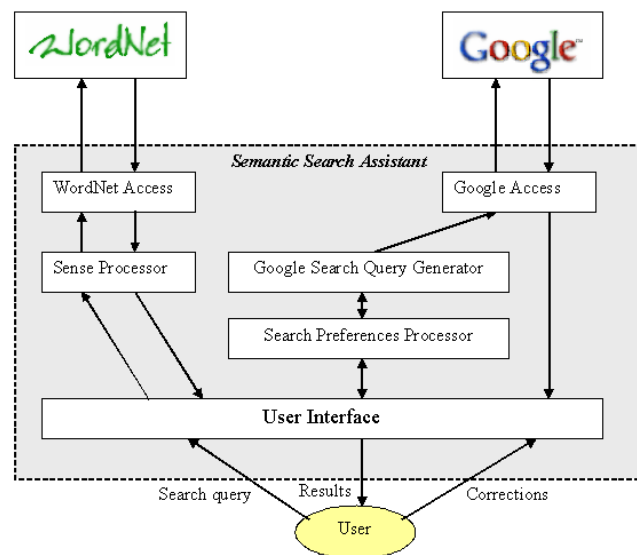 WordNet
Google™
Semantic Search Assistant
WordNet Access
Google Access
Sense Processor
Google Search Query Generator
Search Preferences Processor
User Interface
Search query
Results
Corrections
User